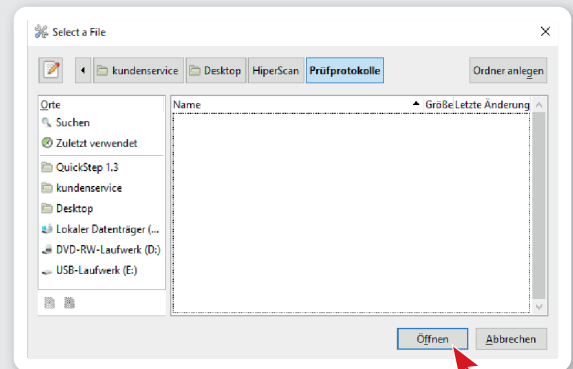 Select a File
kundenservice Desktop HiperScan Prüfprotokolle Ordner anlegen
Orte
Suchen
Zuletzt verwendet
QuickStep 1.3
kundenservice
Desktop
Lokaler Datenträger (...
DVD-RW-Laufwerk (D:)
USB-Laufwerk (E:)
Name Größe Letzte Änderung
Öffnen Abbrechen